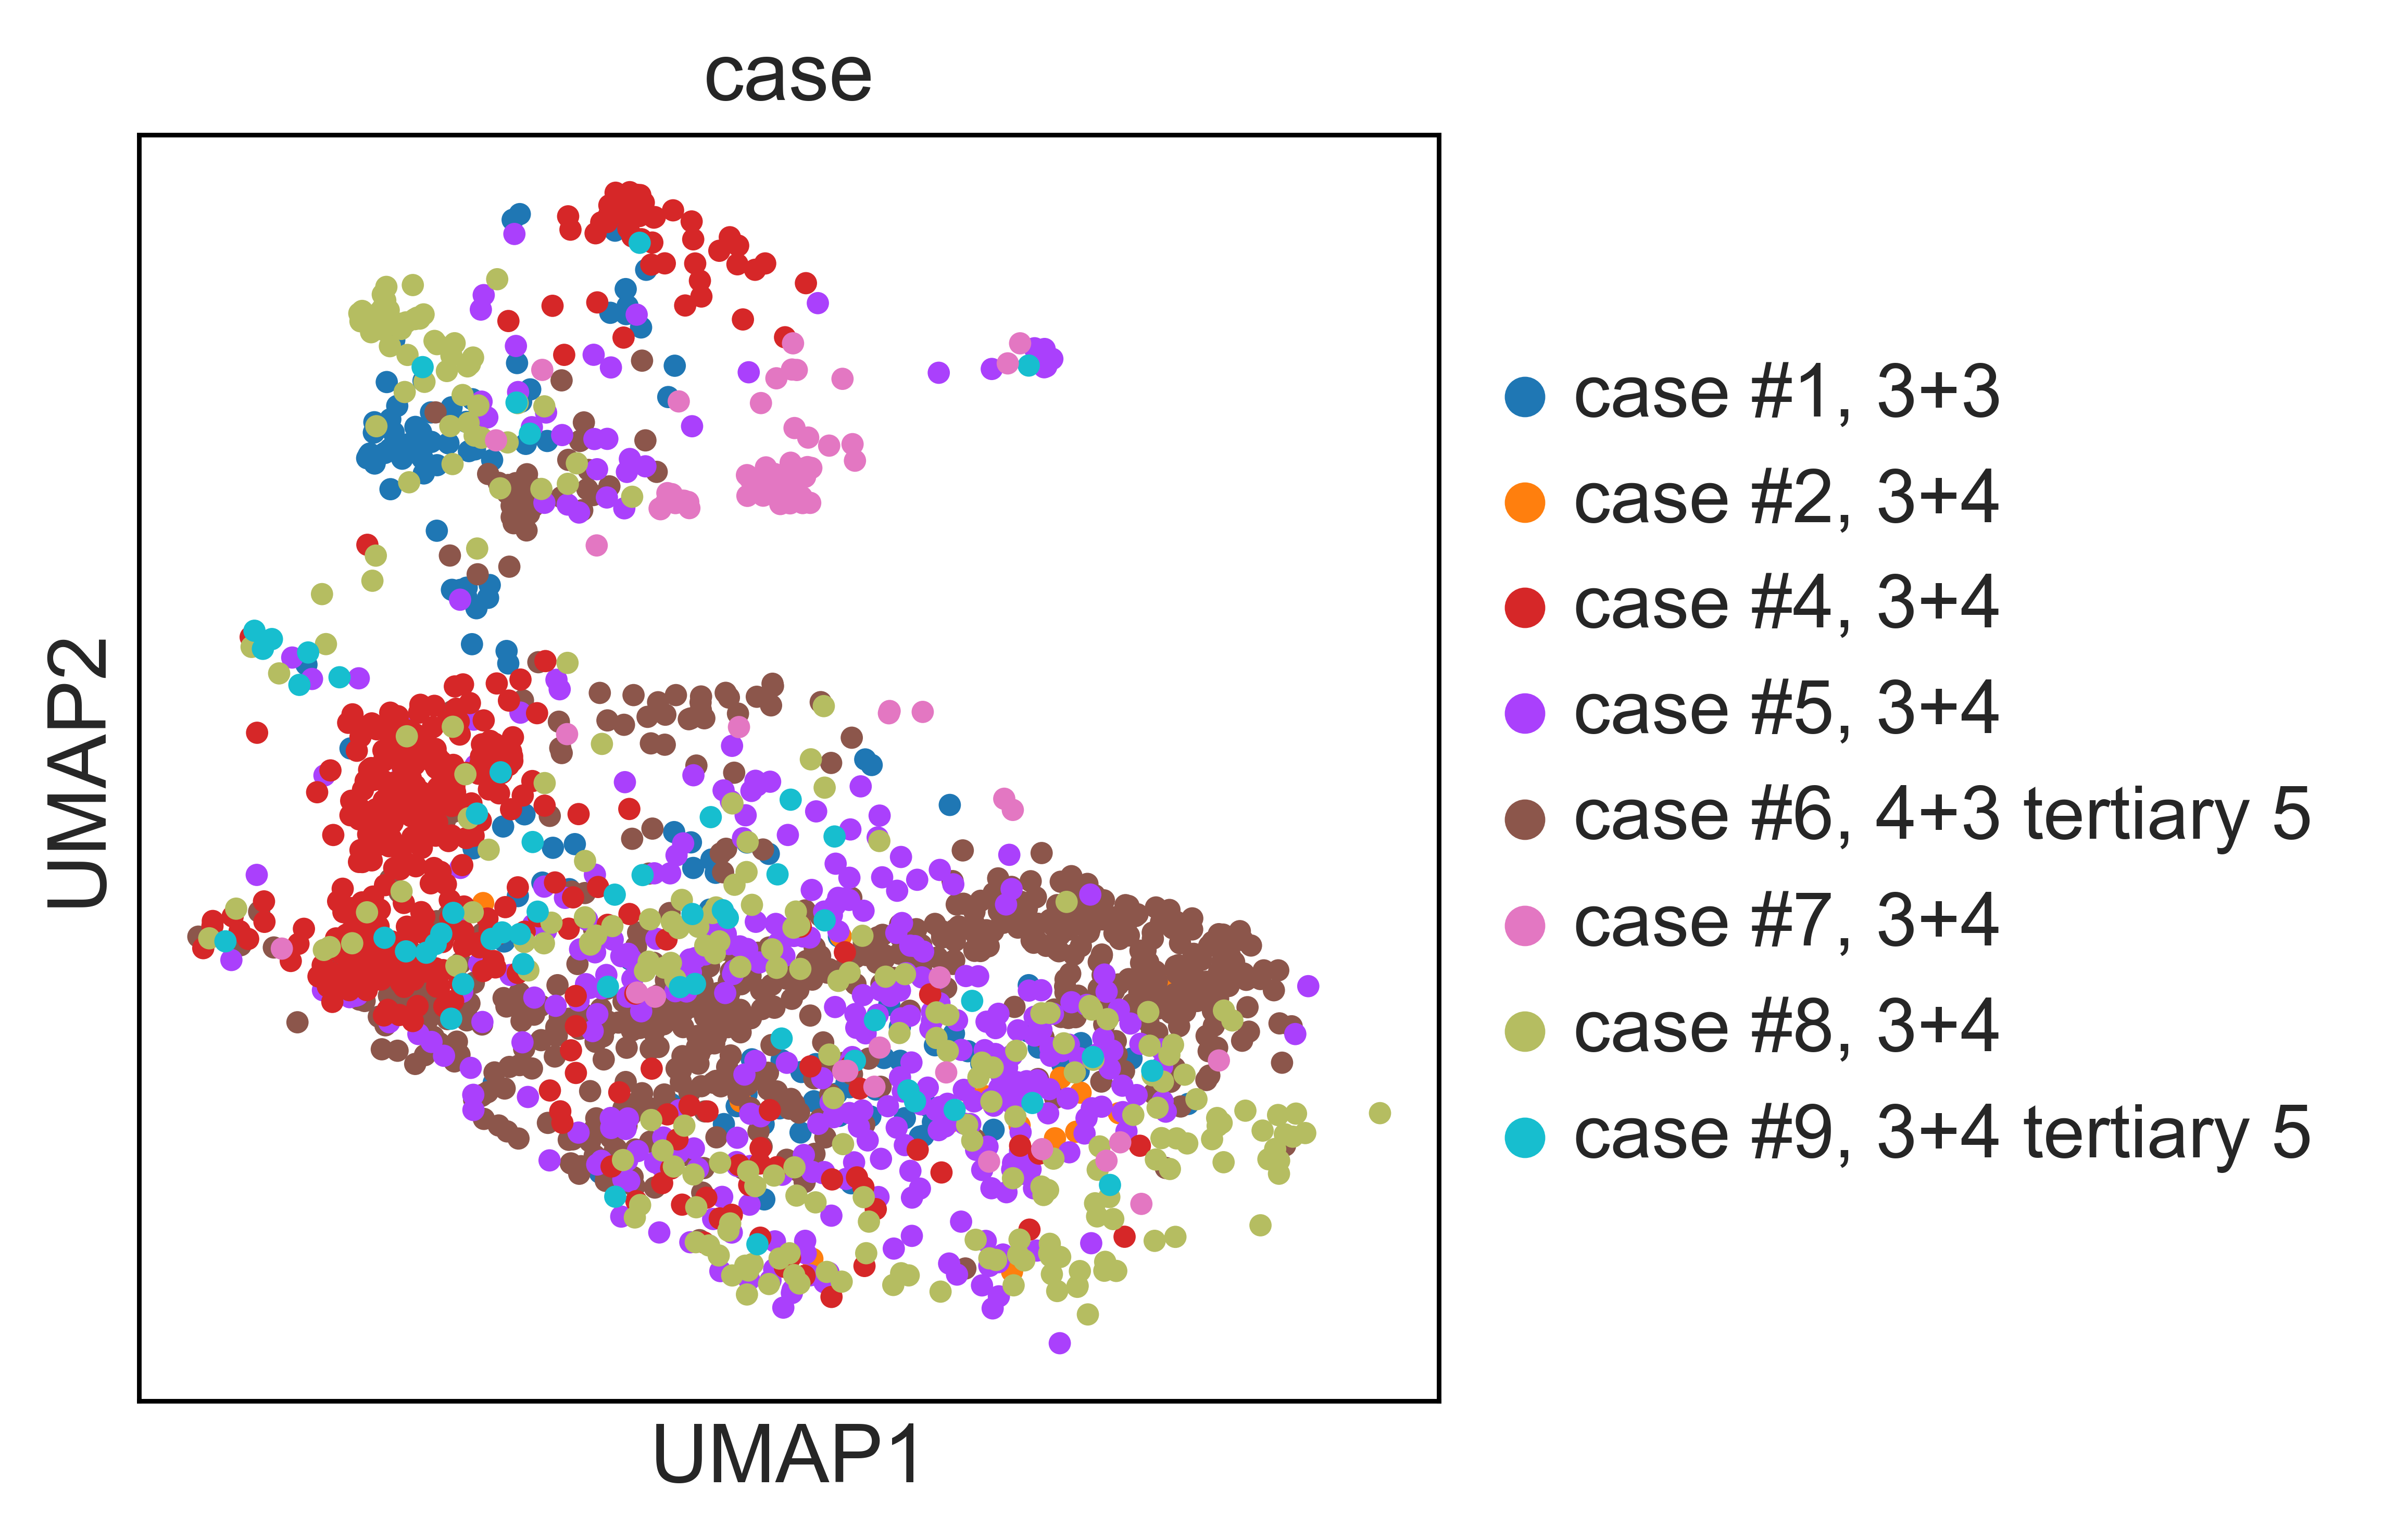 case
UMAP2
UMAP1
case #1, 3+3
case #2, 3+4
case #4, 3+4
case #5, 3+4
case #6, 4+3 tertiary 5
case #7, 3+4
case #8, 3+4
case #9, 3+4 tertiary 5